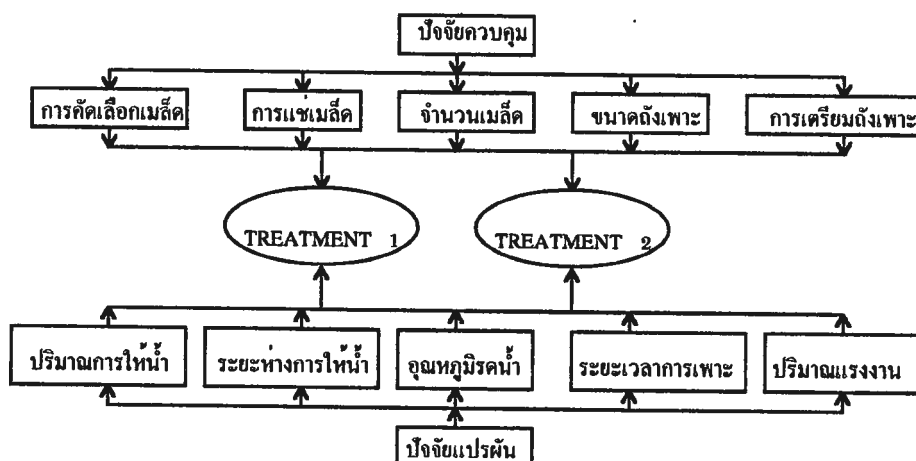 ปัจจัยควบคุม
การคัดเลือกเมล็ด การแช่เมล็ด จำนวนเมล็ด ขนาดถังเพาะ การเตรียมถังเพาะ
TREATMENT 1 TREATMENT 2
ปริมาณการให้น้ำ ระยะห่างการให้น้ำ อุณหภูมิรดน้ำ ระยะเวลาการเพาะ ปริมาณแรงงาน
ปัจจัยแปรผัน